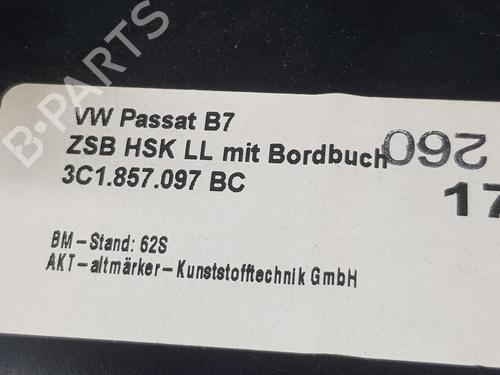 VW Passat B7
ZSB HSK LL mit Bordbuch
3C1.857.097 BC
260
17
BM-Stand: 62S
AKT-altmärker-Kunststofftechnik GmbH
B-PARTS